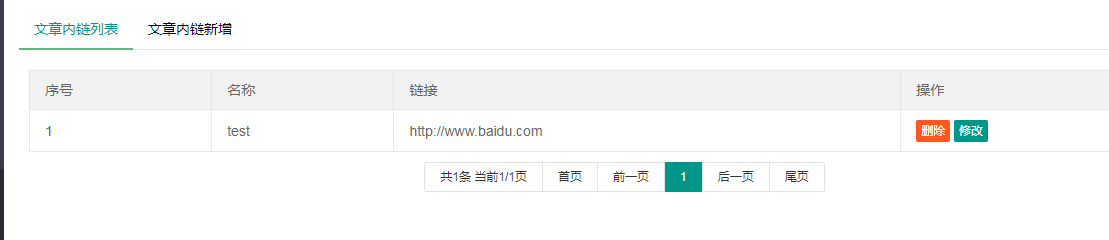 文章内链列表 文章内链新增
序号 名称 链接 操作
1 test http://www.baidu.com 删除 修改
共1条 当前1/1页 首页 前一页 1 后一页 尾页